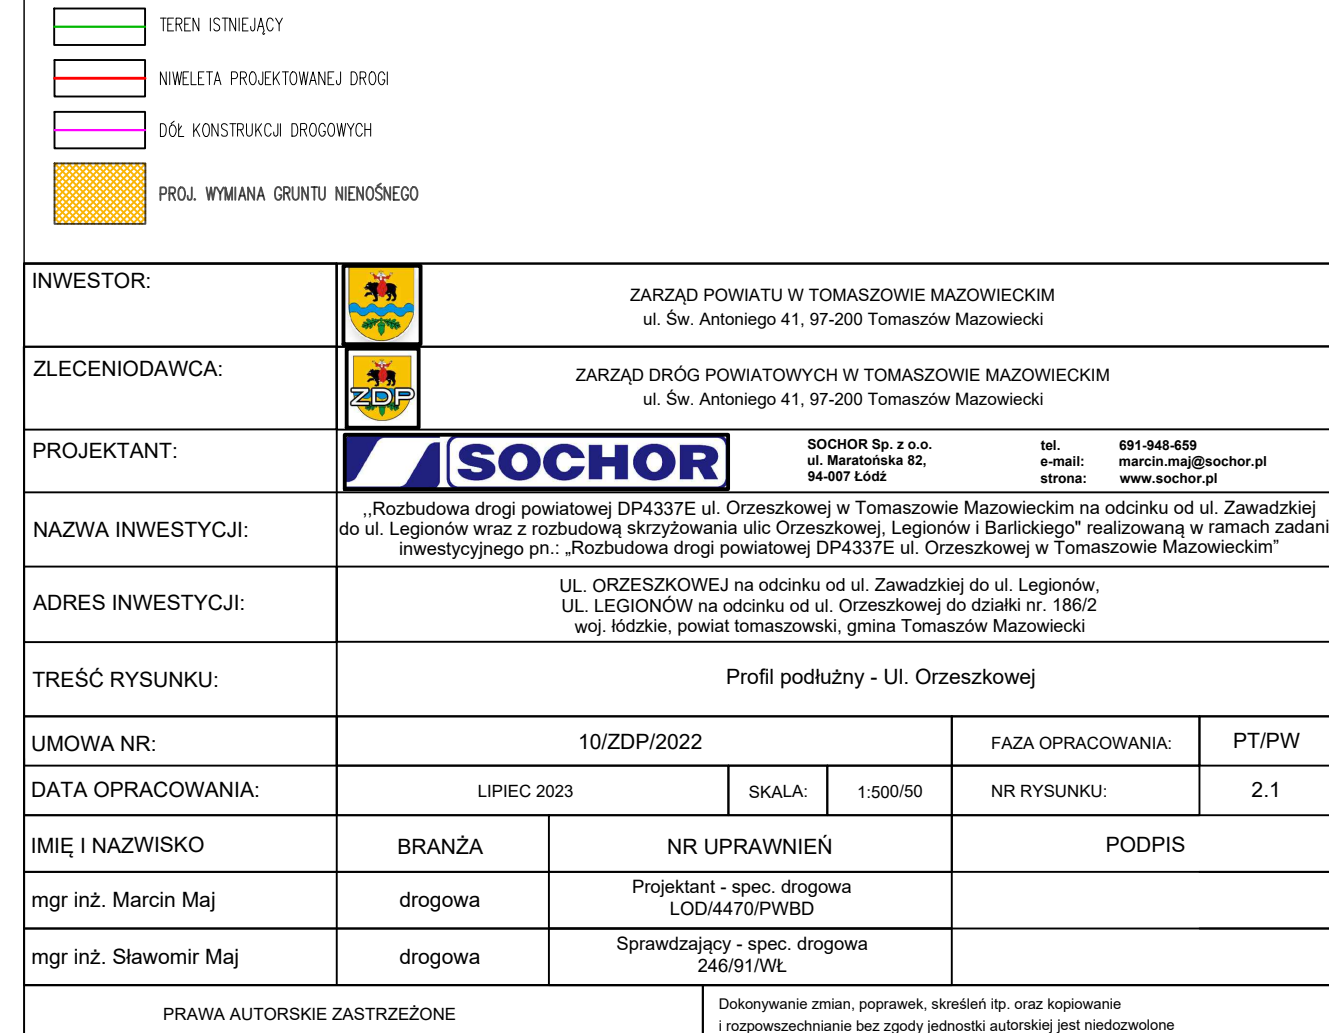 TEREN ISTNIEJĄCY
NIWELETA PROJEKTOWANEJ DROGI
DÓŁ KONSTRUKCJI DROGOWYCH
PROJ. WYMIANA GRUNTU NIENOŚNEGO
INWESTOR:
ZARZĄD POWIATU W TOMASZOWIE MAZOWIECKIM
ul. Św. Antoniego 41, 97-200 Tomaszów Mazowiecki
ZLECENIODAWCA:
ZDP
ZARZĄD DRÓG POWIATOWYCH W TOMASZOWIE MAZOWIECKIM
ul. Św. Antoniego 41, 97-200 Tomaszów Mazowiecki
PROJEKTANT:
SOCHOR
SOCHOR Sp. z o.o.
ul. Maratońska 82,
94-007 Łódź
tel. 691-948-659
e-mail: marcin.maj@sochor.pl
strona: www.sochor.pl
NAZWA INWESTYCJI:
,,Rozbudowa drogi powiatowej DP4337E ul. Orzeszkowej w Tomaszowie Mazowieckim na odcinku od ul. Zawadzkiej
do ul. Legionów wraz z rozbudową skrzyżowania ulic Orzeszkowej, Legionów i Barlickiego" realizowaną w ramach zadani
inwestycyjnego pn.: „Rozbudowa drogi powiatowej DP4337E ul. Orzeszkowej w Tomaszowie Mazowieckim”
ADRES INWESTYCJI:
UL. ORZESZKOWEJ na odcinku od ul. Zawadzkiej do ul. Legionów,
UL. LEGIONÓW na odcinku od ul. Orzeszkowej do działki nr. 186/2
woj. łódzkie, powiat tomaszowski, gmina Tomaszów Mazowiecki
TREŚĆ RYSUNKU:
Profil podłużny - Ul. Orzeszkowej
UMOWA NR:
10/ZDP/2022
FAZA OPRACOWANIA:
PT/PW
DATA OPRACOWANIA:
LIPIEC 2023
SKALA:
1:500/50
NR RYSUNKU:
2.1
IMIĘ I NAZWISKO
BRANŻA
NR UPRAWNIEŃ
PODPIS
mgr inż. Marcin Maj
drogowa
Projektant - spec. drogowa
LOD/4470/PWBD
mgr inż. Sławomir Maj
drogowa
Sprawdzający - spec. drogowa
246/91/WŁ
PRAWA AUTORSKIE ZASTRZEŻONE
Dokonywanie zmian, poprawek, skreśleń itp. oraz kopiowanie
i rozpowszechnianie bez zgody jednostki autorskiej jest niedozwolone